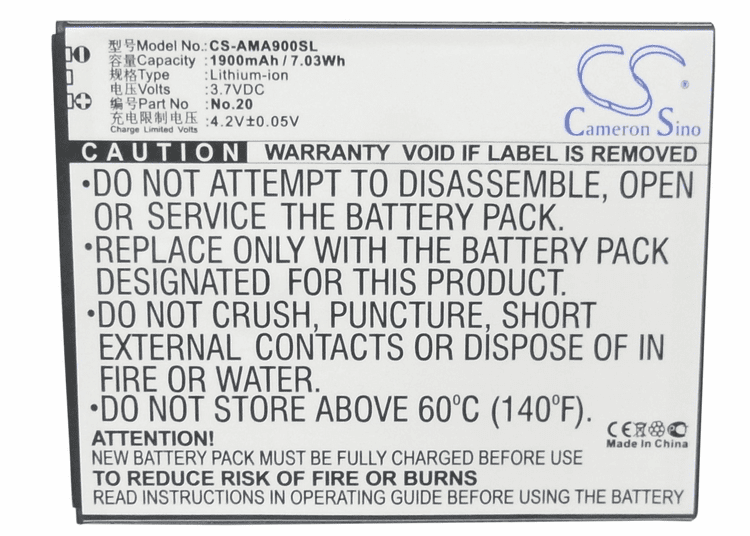 型号Model No.:CS-AMA900SL
容量Capacity :1900mAh / 7.03Wh
类型Type :Lithium-ion
电压Volts :3.7VDC
编号Part No. :No.20
充电限制电压 :4.2V±0.05V
Charge Limited Volts
CS
®
Cameron Sino
CAUTION WARRANTY VOID IF LABEL IS REMOVED
•DO NOT ATTEMPT TO DISASSEMBLE, OPEN
OR SERVICE THE BATTERY PACK.
•REPLACE ONLY WITH THE BATTERY PACK
DESIGNATED FOR THIS PRODUCT.
•DO NOT CRUSH, PUNCTURE, SHORT
EXTERNAL CONTACTS OR DISPOSE OF IN
FIRE OR WATER.
•DO NOT STORE ABOVE 60°C (140°F).
CE
Made In China
ATTENTION:
NEW BATTERY PACK MUST BE FULLY CHARGED BEFORE USE
TO REDUCE RISK OF FIRE OR BURNS
READ INSTRUCTIONS IN OPERATING GUIDE BEFORE USING THE BATTERY